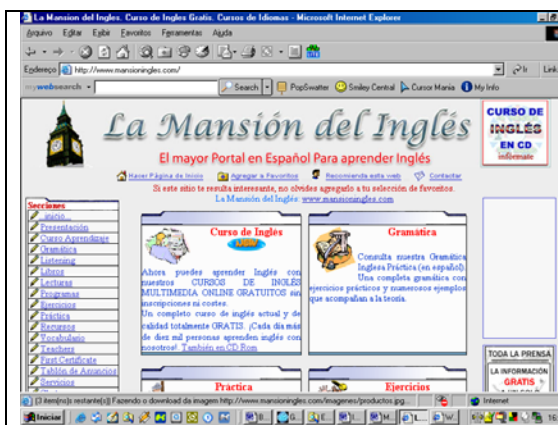 La Mansion del Ingles. Curso de Ingles Gratis. Cursos de Idiomas - Microsoft Internet Explorer
Arquivo Editar Exibir Favoritos Ferramentas Ajuda
Endereço http://www.mansioningles.com/ Ir Link
mywebsearch Search PopSwatter Smiley Central Cursor Mania My Info
La Mansión del Inglés
El mayor Portal en Español Para aprender Inglés
CURSO DE
INGLÉS
EN CD
infórmate
Hacer Página de Inicio Agregar a Favoritos Recomienda esta web Contactar
Si este sitio te resulta interesante, no olvides agregarlo a tu selección de favoritos.
La Mansión del Inglés. www.mansioningles.com
Secciones
inicio...
Presentación
Curso Aprendizaje
Gramática
Listening
Libros
Lecturas
Programas
Ejercicios
Práctica
Recursos
Vocabulario
Teachers
First Certificate
Tablón de Anuncios
Servicios
Curso de Inglés
Ahora puedes aprender Inglés con
nuestros CURSOS DE INGLÉS
MULTIMEDIA ONLINE GRATUITOS sin
inscripciones ni costes.
Un completo curso de inglés actual y de
calidad totalmente GRATIS. ¡Cada día más
de diez mil personas aprenden inglés con
nosotros!. También en CD Rom
Gramática
Consulta nuestra Gramática
Inglesa Práctica (en español).
Una completa gramática con
ejercicios prácticos y numerosos ejemplos
que acompañan a la teoría.
Práctica
Ejercicios
TODA LA PRENSA
LA INFORMACIÓN
GRATIS
(3 item(ns) restante(s)) Fazendo o download da imagem http://www.mansioningles.com/imagenes/productos.jpg... Internet
Iniciar